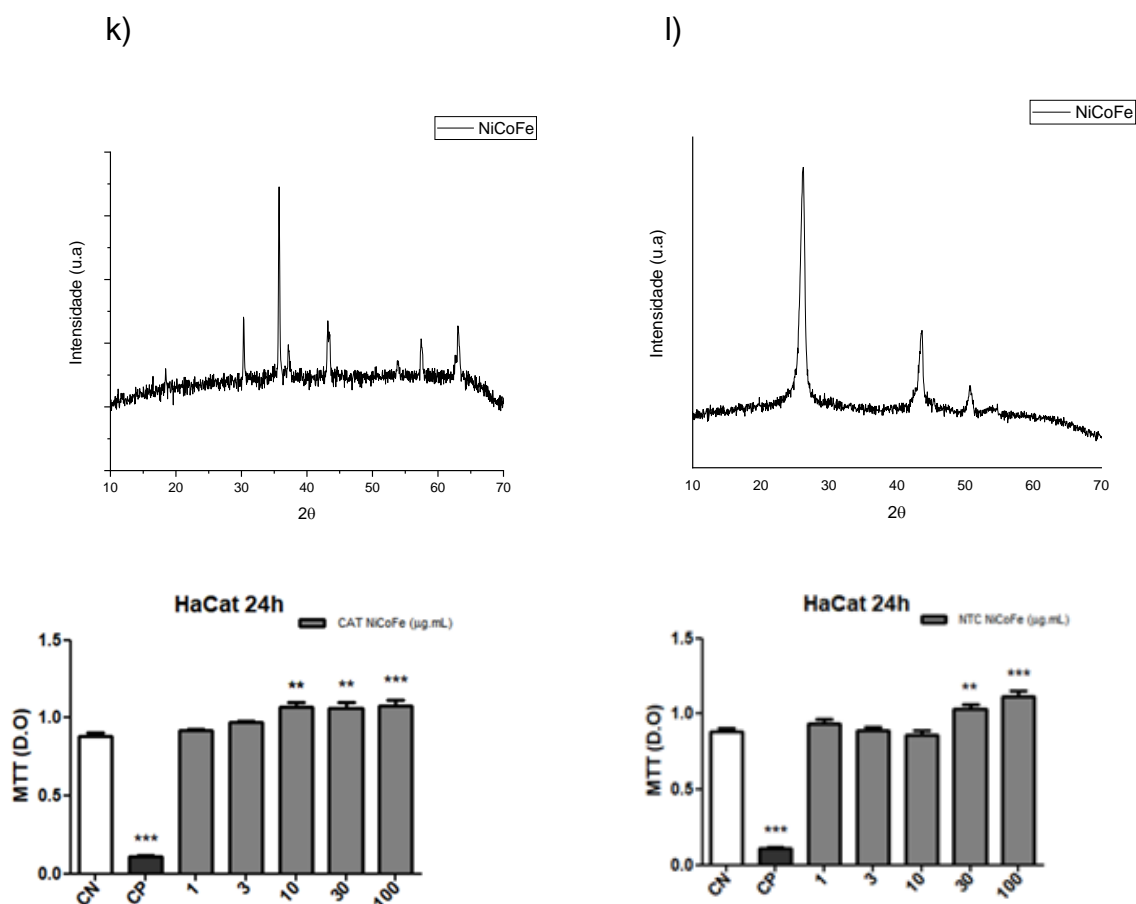 k)
l)
NiCoFe
Intensidade (u.a)
10 20 30 40 50 60 70
2θ
NiCoFe
Intensidade (u.a)
10 20 30 40 50 60 70
2θ
HaCat 24h
CAT NiCoFe (µg.mL)
MTT (D.O)
1.5
1.0
0.5
0.0
***
**
**
***
CN CP 1 3 10 30 100
HaCat 24h
NTC NiCoFe (µg.mL)
MTT (D.O)
1.5
1.0
0.5
0.0
***
**
***
CN CP 1 3 10 30 100